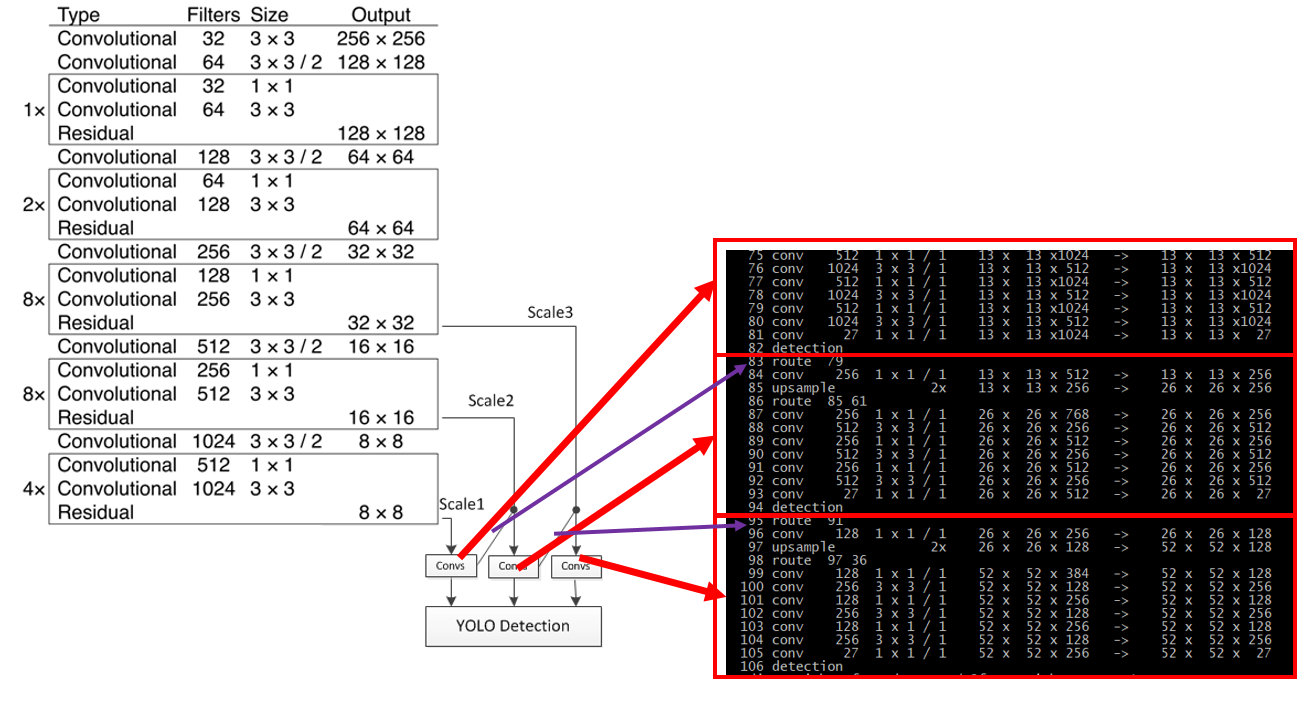 Type Filters Size Output
Convolutional 32 3 × 3 256 × 256
Convolutional 64 3 × 3 / 2 128 × 128
Convolutional 32 1 × 1
1× Convolutional 64 3 × 3
Residual 128 × 128
Convolutional 128 3 × 3 / 2 64 × 64
Convolutional 64 1 × 1
2× Convolutional 128 3 × 3
Residual 64 × 64
Convolutional 256 3 × 3 / 2 32 × 32
Convolutional 128 1 × 1
8× Convolutional 256 3 × 3
Residual 32 × 32
Convolutional 512 3 × 3 / 2 16 × 16
Convolutional 256 1 × 1
8× Convolutional 512 3 × 3
Residual 16 × 16
Convolutional 1024 3 × 3 / 2 8 × 8
Convolutional 512 1 × 1
4× Convolutional 1024 3 × 3
Residual 8 × 8
Scale3
Scale2
Scale1
Convs Convs Convs
YOLO Detection
75 conv 512 1 x 1 / 1 13 x 13 x1024 -> 13 x 13 x 512
76 conv 1024 3 x 3 / 1 13 x 13 x 512 -> 13 x 13 x1024
77 conv 512 1 x 1 / 1 13 x 13 x1024 -> 13 x 13 x 512
78 conv 1024 3 x 3 / 1 13 x 13 x 512 -> 13 x 13 x1024
79 conv 512 1 x 1 / 1 13 x 13 x1024 -> 13 x 13 x 512
80 conv 1024 3 x 3 / 1 13 x 13 x 512 -> 13 x 13 x1024
81 conv 27 1 x 1 / 1 13 x 13 x1024 -> 13 x 13 x 27
82 detection
83 route 79
84 conv 256 1 x 1 / 1 13 x 13 x 512 -> 13 x 13 x 256
85 upsample 2x 13 x 13 x 256 -> 26 x 26 x 256
86 route 85 61
87 conv 256 1 x 1 / 1 26 x 26 x 768 -> 26 x 26 x 256
88 conv 512 3 x 3 / 1 26 x 26 x 256 -> 26 x 26 x 512
89 conv 256 1 x 1 / 1 26 x 26 x 512 -> 26 x 26 x 256
90 conv 512 3 x 3 / 1 26 x 26 x 256 -> 26 x 26 x 512
91 conv 256 1 x 1 / 1 26 x 26 x 512 -> 26 x 26 x 256
92 conv 512 3 x 3 / 1 26 x 26 x 256 -> 26 x 26 x 512
93 conv 27 1 x 1 / 1 26 x 26 x 512 -> 26 x 26 x 27
94 detection
95 route 91
96 conv 128 1 x 1 / 1 26 x 26 x 256 -> 26 x 26 x 128
97 upsample 2x 26 x 26 x 128 -> 52 x 52 x 128
98 route 97 36
99 conv 128 1 x 1 / 1 52 x 52 x 384 -> 52 x 52 x 128
100 conv 256 3 x 3 / 1 52 x 52 x 128 -> 52 x 52 x 256
101 conv 128 1 x 1 / 1 52 x 52 x 256 -> 52 x 52 x 128
102 conv 256 3 x 3 / 1 52 x 52 x 128 -> 52 x 52 x 256
103 conv 128 1 x 1 / 1 52 x 52 x 256 -> 52 x 52 x 128
104 conv 256 3 x 3 / 1 52 x 52 x 128 -> 52 x 52 x 256
105 conv 27 1 x 1 / 1 52 x 52 x 256 -> 52 x 52 x 27
106 detection